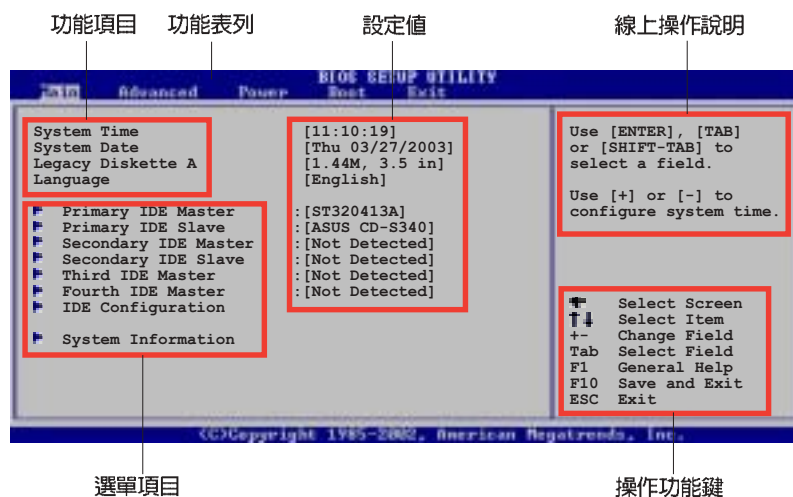 功能項目 功能表列 設定值 線上操作說明
BIOS SETUP UTILITY
Main Advanced Power Boot Exit
System Time [11:10:19]
System Date [Thu 03/27/2003]
Legacy Diskette A [1.44M, 3.5 in]
Language [English]
Primary IDE Master :[ST320413A]
Primary IDE Slave :[ASUS CD-S340]
Secondary IDE Master :[Not Detected]
Secondary IDE Slave :[Not Detected]
Third IDE Master :[Not Detected]
Fourth IDE Master :[Not Detected]
IDE Configuration
System Information
Use [ENTER], [TAB]
or [SHIFT-TAB] to
select a field.
Use [+] or [-] to
configure system time.
Select Screen
↑↓ Select Item
+- Change Field
Tab Select Field
F1 General Help
F10 Save and Exit
ESC Exit
(C)Copyright 1985-2002, American Megatrends, Inc.
選單項目 操作功能鍵